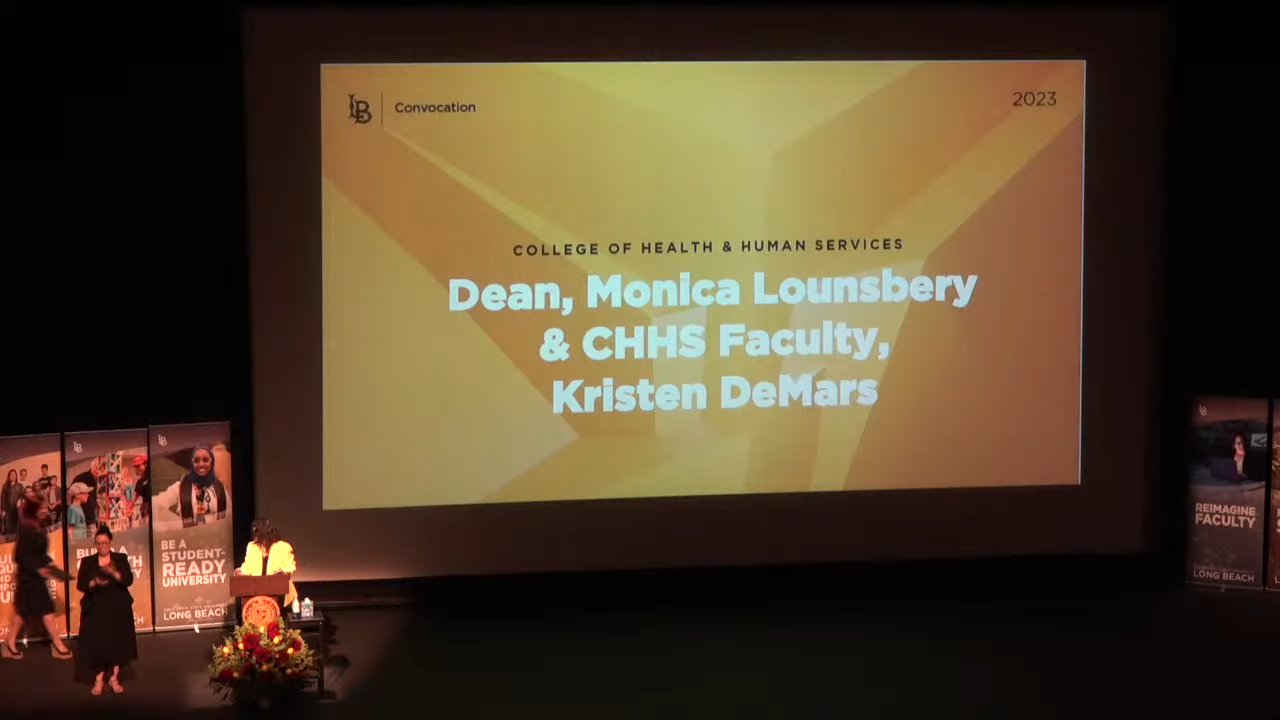 LB
Convocation
2023
COLLEGE OF HEALTH & HUMAN SERVICES
Dean, Monica Lounsbery
& CHHS Faculty,
Kristen DeMars
BE A
STUDENT-
READY
UNIVERSITY
LONG BEACH
REIMAGINE
FACULTY
LONG BEACH